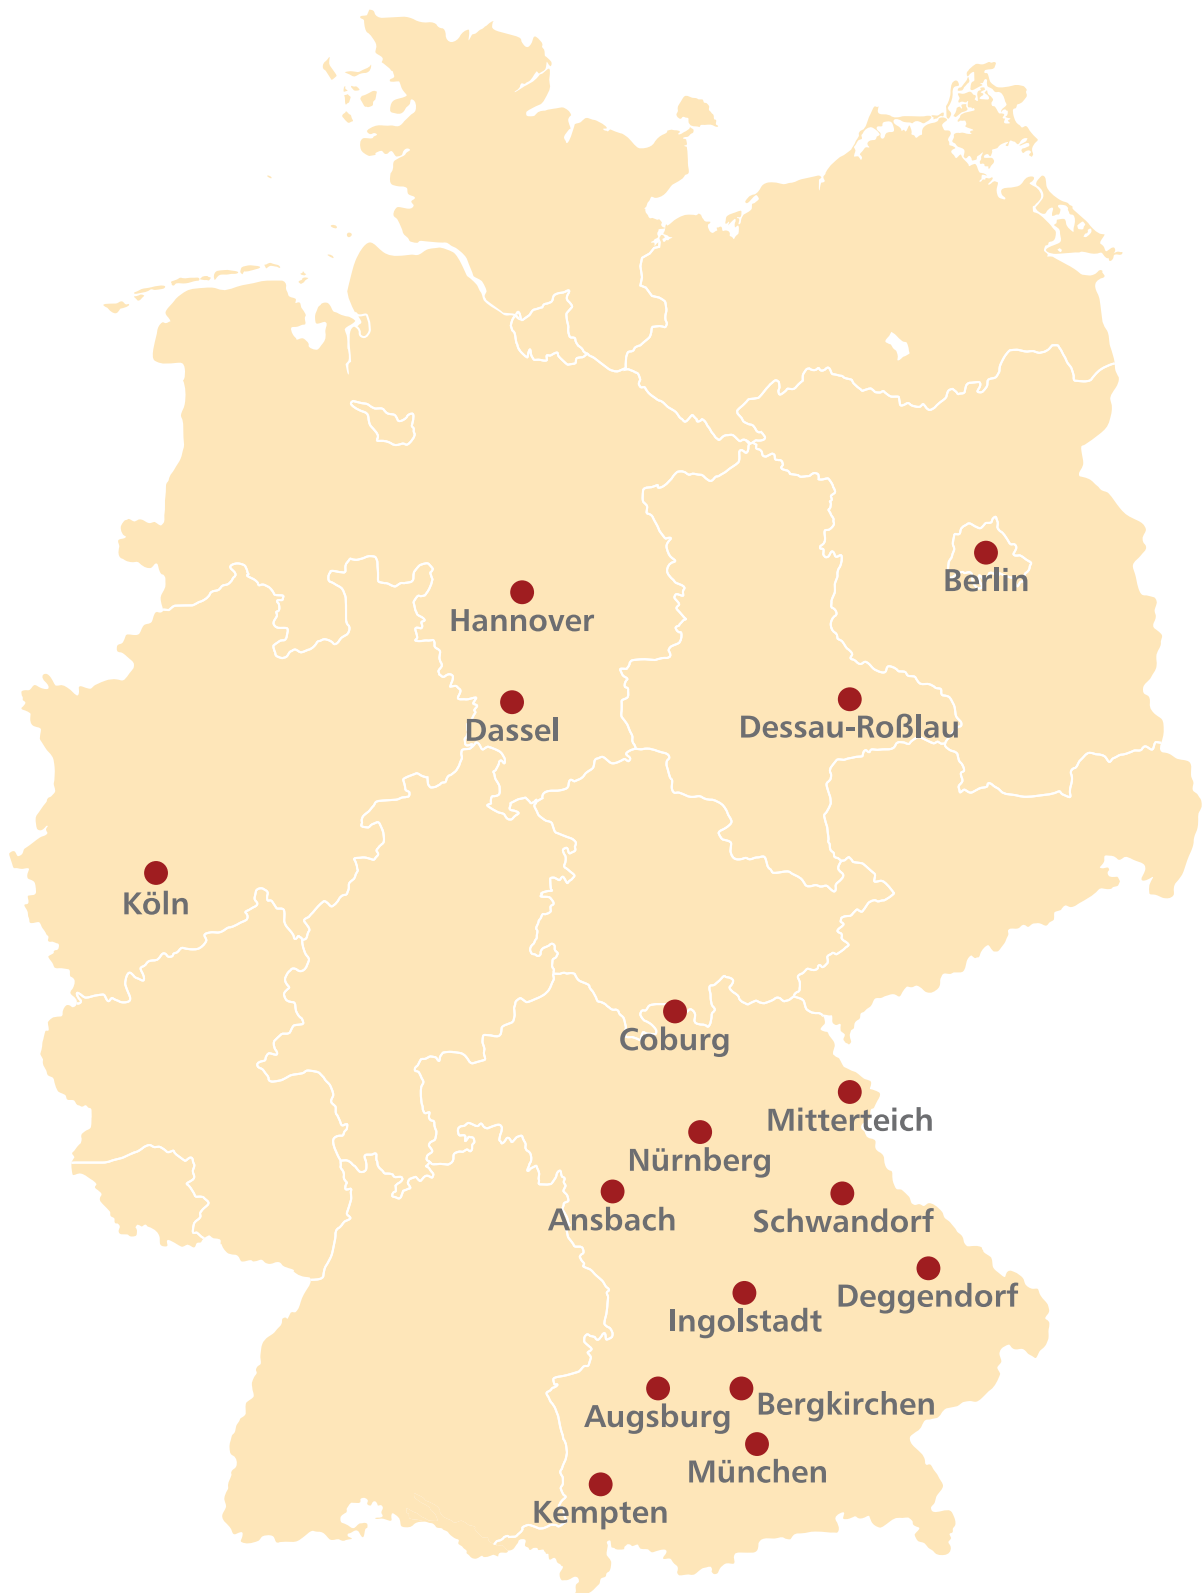 Berlin
Hannover
Dassel
Dessau-Roßlau
Köln
Coburg
Mitterteich
Nürnberg
Ansbach
Schwandorf
Deggendorf
Ingolstadt
Bergkirchen
Augsburg
München
Kempten